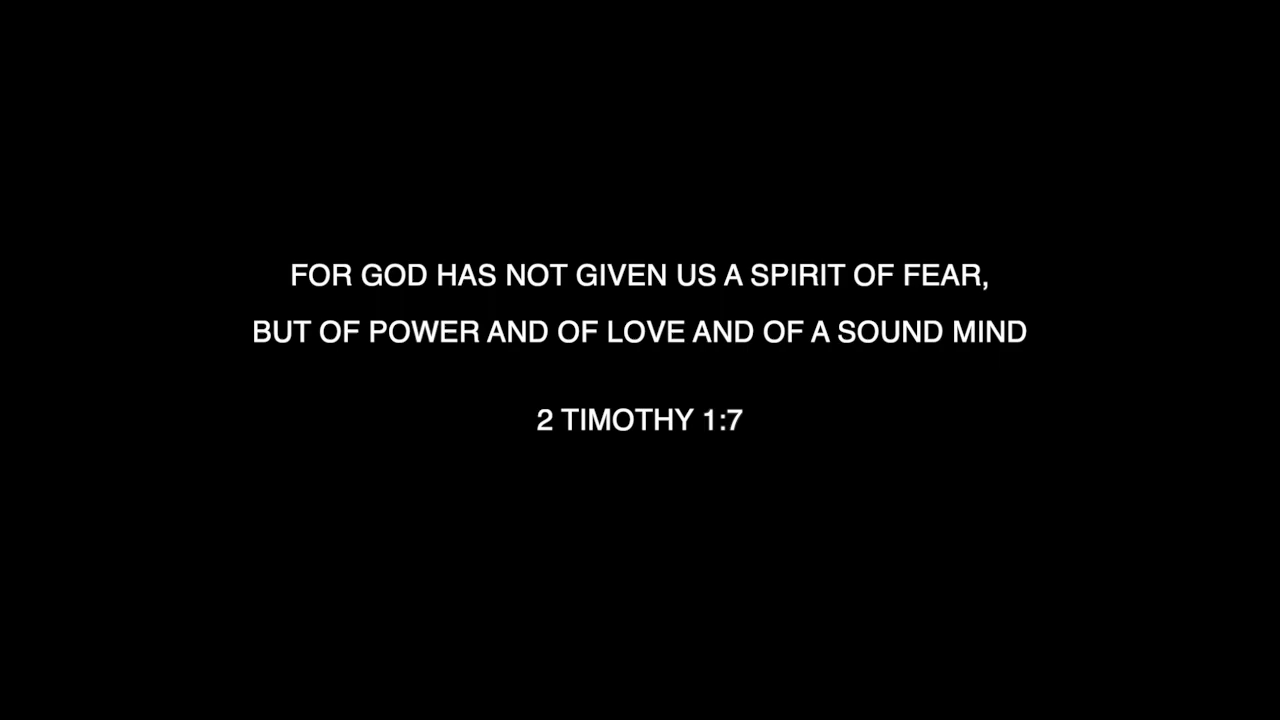 FOR GOD HAS NOT GIVEN US A SPIRIT OF FEAR,
BUT OF POWER AND OF LOVE AND OF A SOUND MIND
2 TIMOTHY 1:7